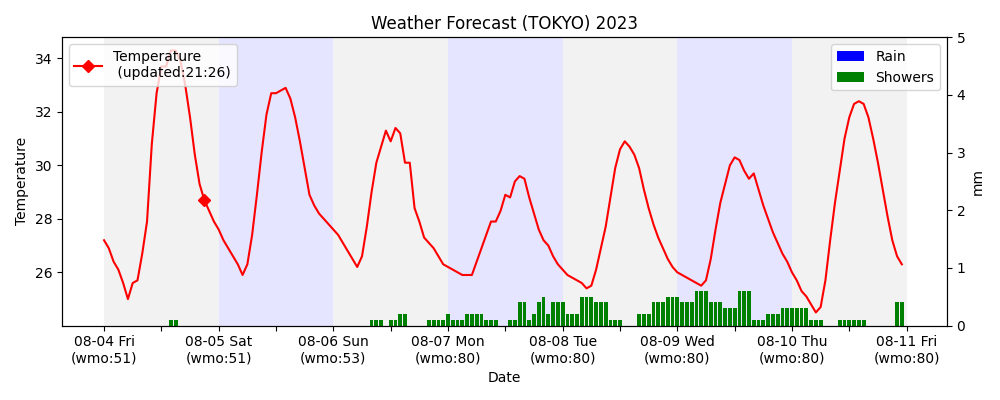 Weather Forecast (TOKYO) 2023
Temperature
(updated:21:26)
Rain
Showers
34
32
30
28
26
Temperature
5
4
3
2
1
0
mm
08-04 Fri
(wmo:51)
08-05 Sat
(wmo:51)
08-06 Sun
(wmo:53)
08-07 Mon
(wmo:80)
08-08 Tue
(wmo:80)
08-09 Wed
(wmo:80)
08-10 Thu
(wmo:80)
08-11 Fri
(wmo:80)
Date